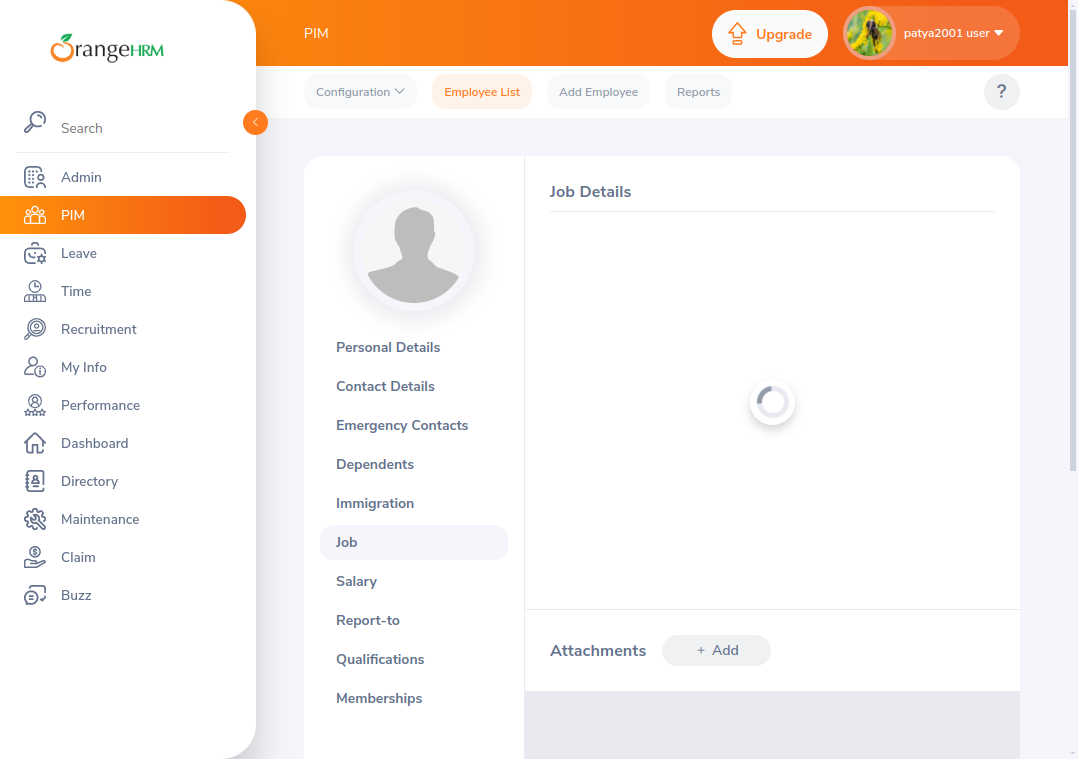 OrangeHRM
PIM
Upgrade
patya2001 user
Configuration
Employee List
Add Employee
Reports
?
Search
Admin
PIM
Leave
Time
Recruitment
My Info
Performance
Dashboard
Directory
Maintenance
Claim
Buzz
Personal Details
Contact Details
Emergency Contacts
Dependents
Immigration
Job
Salary
Report-to
Qualifications
Memberships
Job Details
Attachments
+ Add